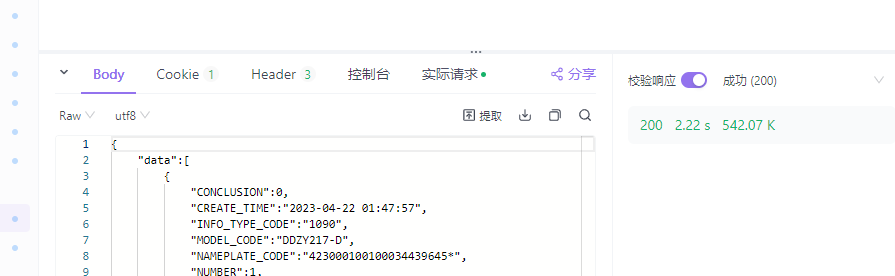 Body Cookie 1 Header 3 控制台 实际请求 分享
校验响应 成功 (200)
Raw utf8 提取
200 2.22 s 542.07 K
1 {
2 "data":[
3 {
4 "CONCLUSION":0,
5 "CREATE_TIME":"2023-04-22 01:47:57",
6 "INFO_TYPE_CODE":"1090",
7 "MODEL_CODE":"DDZY217-D",
8 "NAMEPLATE_CODE":"423000100100034439645*",
9 "NUMBER":1,